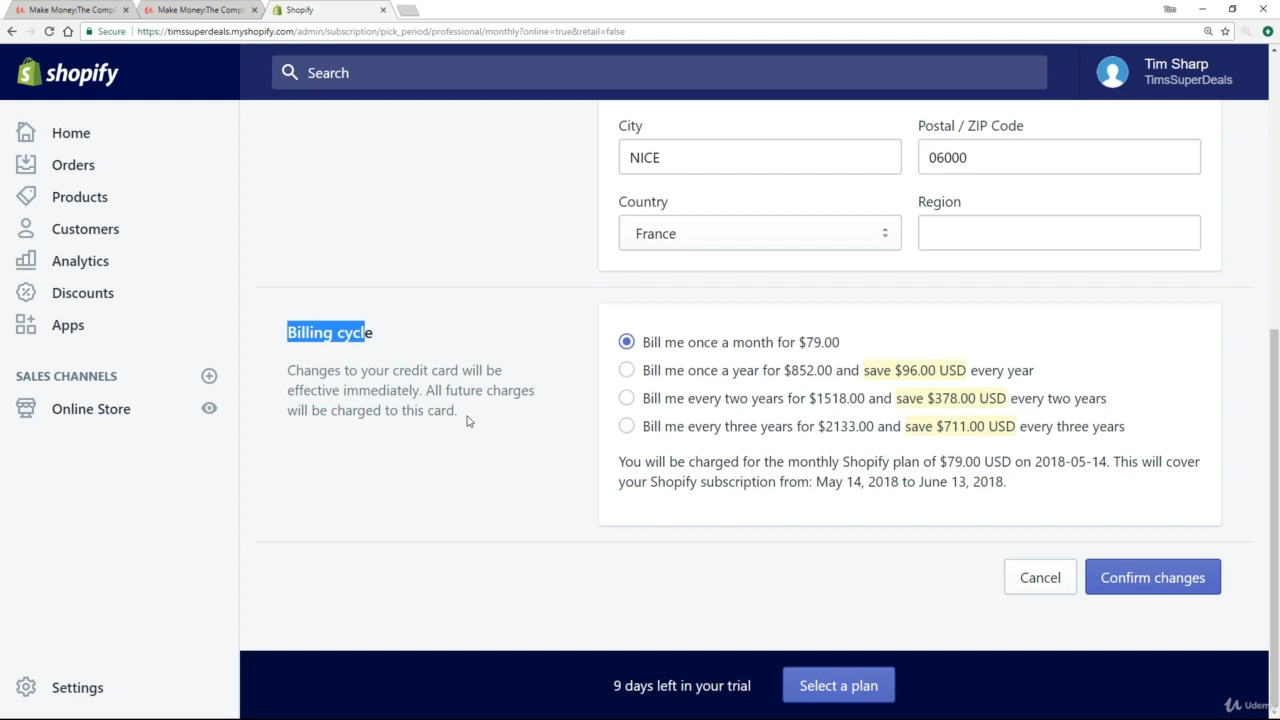 Make Money:The Compl
Make Money:The Compl
Shopify
Tim
Secure
https://timssuperdeals.myshopify.com/admin/subscription/pick_period/professional/monthly?online=true&retail=false
shopify
Search
Tim Sharp
TimsSuperDeals
Home
Orders
Products
Customers
Analytics
Discounts
Apps
SALES CHANNELS
Online Store
Settings
City
Postal / ZIP Code
NICE
06000
Country
Region
France
Billing cycle
Changes to your credit card will be
effective immediately. All future charges
will be charged to this card.
Bill me once a month for $79.00
Bill me once a year for $852.00 and save $96.00 USD every year
Bill me every two years for $1518.00 and save $378.00 USD every two years
Bill me every three years for $2133.00 and save $711.00 USD every three years
You will be charged for the monthly Shopify plan of $79.00 USD on 2018-05-14. This will cover
your Shopify subscription from: May 14, 2018 to June 13, 2018.
Cancel
Confirm changes
9 days left in your trial
Select a plan
Udemy